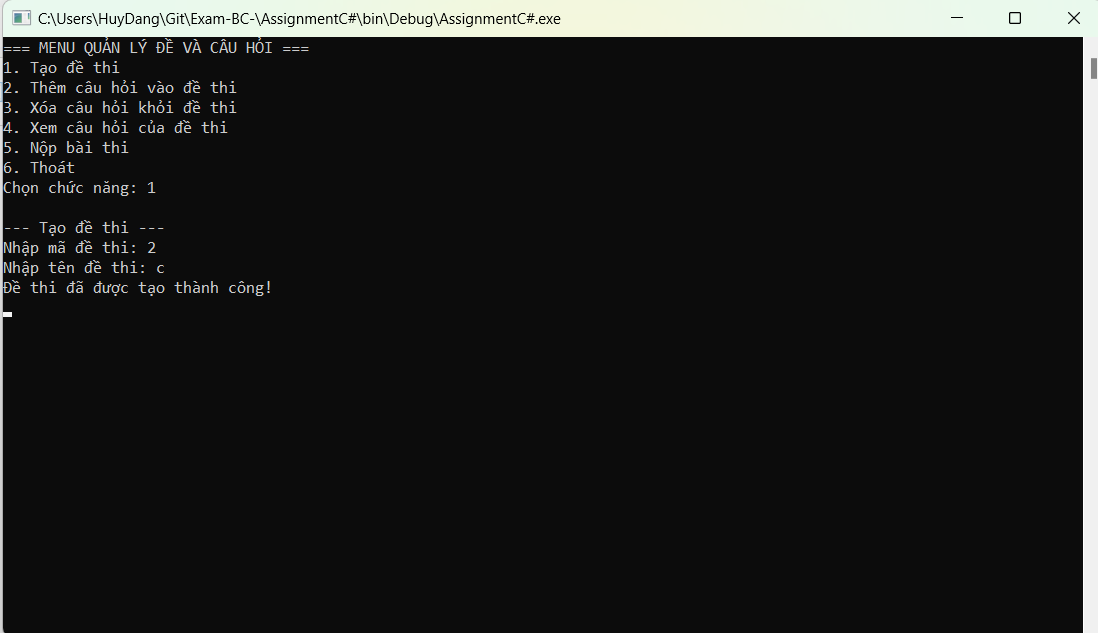 C:\Users\HuyDang\Git\Exam-BC-\AssignmentC#\bin\Debug\AssignmentC#.exe
=== MENU QUẢN LÝ ĐỀ VÀ CÂU HỎI ===
1. Tạo đề thi
2. Thêm câu hỏi vào đề thi
3. Xóa câu hỏi khỏi đề thi
4. Xem câu hỏi của đề thi
5. Nộp bài thi
6. Thoát
Chọn chức năng: 1
--- Tạo đề thi ---
Nhập mã đề thi: 2
Nhập tên đề thi: c
Đề thi đã được tạo thành công!